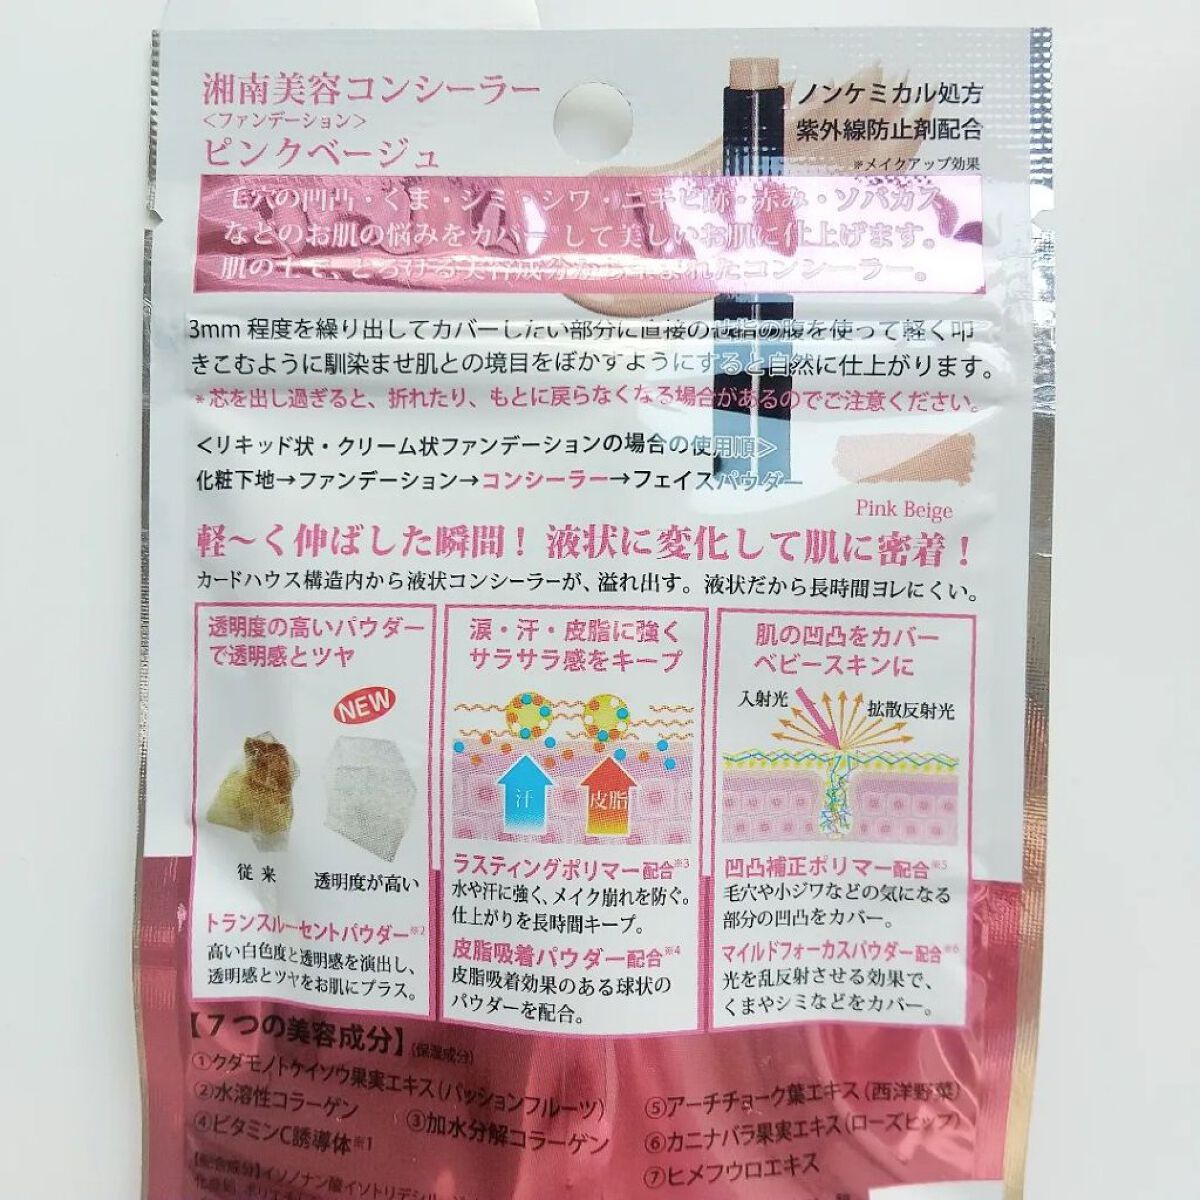 湘南美容コンシーラー
<ファンデーション>
ピンクベージュ
ノンケミカル処方
紫外線防止剤配合
※メイクアップ効果
毛穴の凹凸・くま・シミ・シワ・ニキビ跡・赤み・ソバカス
などのお肌の悩みをカバーして美しいお肌に仕上げます。
肌の上で、とろける美容成分から生まれたコンシーラー。
3mm 程度を繰り出してカバーしたい部分に直接のせ指の腹を使って軽く叩
きこむように馴染ませ肌との境目をぼかすようにすると自然に仕上がります。
*芯を出し過ぎると、折れたり、もとに戻らなくなる場合があるのでご注意ください。
<リキッド状・クリーム状ファンデーションの場合の使用順>
化粧下地→ファンデーション→コンシーラー→フェイスパウダー
Pink Beige
軽〜く伸ばした瞬間！液状に変化して肌に密着！
カードハウス構造内から液状コンシーラーが、溢れ出す。液状だから長時間ヨレにくい。
透明度の高いパウダー
で透明感とツヤ
NEW
従来
透明度が高い
トランスルーセントパウダー※2
高い白色度と透明感を演出し、
透明感とツヤをお肌にプラス。
涙・汗・皮脂に強く
サラサラ感をキープ
汗
皮脂
ラスティングポリマー配合※3
水や汗に強く、メイク崩れを防ぐ。
仕上がりを長時間キープ。
皮脂吸着パウダー配合※4
皮脂吸着効果のある球状の
パウダーを配合。
肌の凹凸をカバー
ベビースキンに
入射光
拡散反射光
凹凸補正ポリマー配合※5
毛穴や小ジワなどの気になる
部分の凹凸をカバー。
マイルドフォーカスパウダー配合※6
光を乱反射させる効果で、
くまやシミなどをカバー。
【7つの美容成分】(保湿成分)
①クダモノトケイソウ果実エキス(パッションフルーツ)
②水溶性コラーゲン
③加水分解コラーゲン
④ビタミンC誘導体※1
⑤アーチチョーク葉エキス(西洋野菜)
⑥カニナバラ果実エキス(ローズヒップ)
⑦ヒメフウロエキス
【配合成分】イソノナン酸イソトリデシル